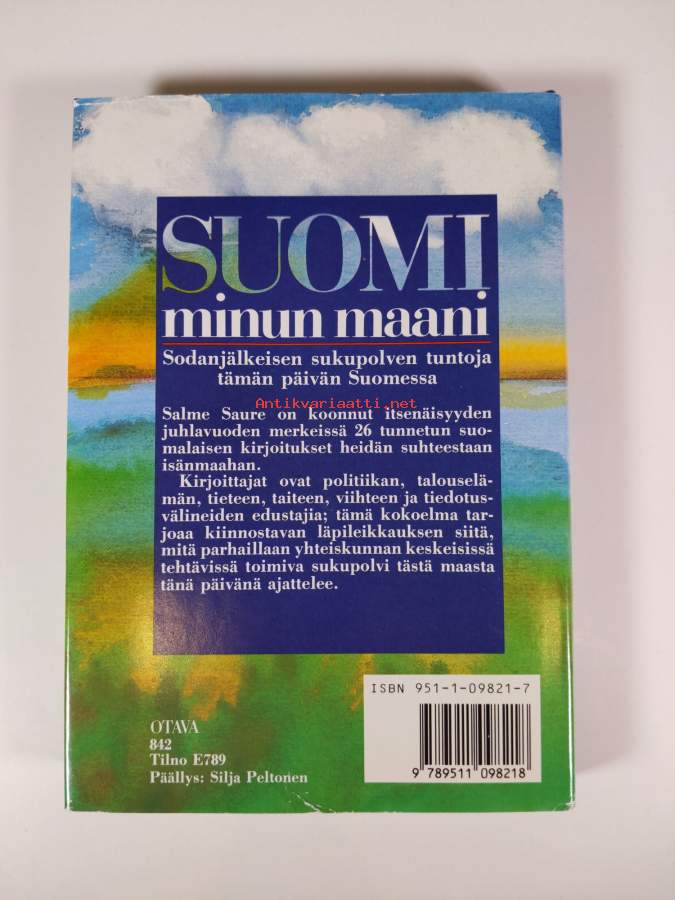 SUOMI
minun maani
Sodanjälkeisen sukupolven tuntoja
tämän päivän Suomessa
Antikvariaatti.net
Salme Saure on koonnut itsenäisyyden
juhlavuoden merkeissä 26 tunnetun suo-
malaisen kirjoitukset heidän suhteestaan
isänmaahan.
Kirjoittajat ovat politiikan, talouselä-
män, tieteen, taiteen, viihteen ja tiedotus-
välineiden edustajia; tämä kokoelma tar-
joaa kiinnostavan läpileikkauksen siitä,
mitä parhaillaan yhteiskunnan keskeisissä
tehtävissä toimiva sukupolvi tästä maasta
tänä päivänä ajattelee.
ISBN 951-1-09821-7
9 789511 098218
OTAVA
842
Tilno E789
Päällys: Silja Peltonen